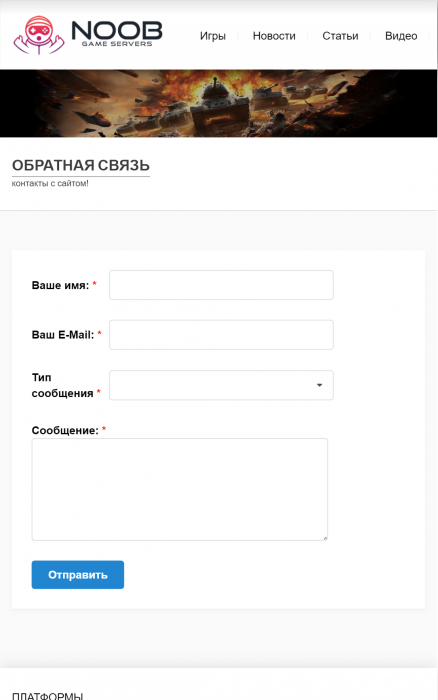 NOOB
GAME SERVERS
Игры
Новости
Статьи
Видео
ОБРАТНАЯ СВЯЗЬ
контакты с сайтом!
Ваше имя: *
Ваш E-Mail: *
Тип
сообщения *
Сообщение: *
Отправить
ПЛАТФОРМЫ